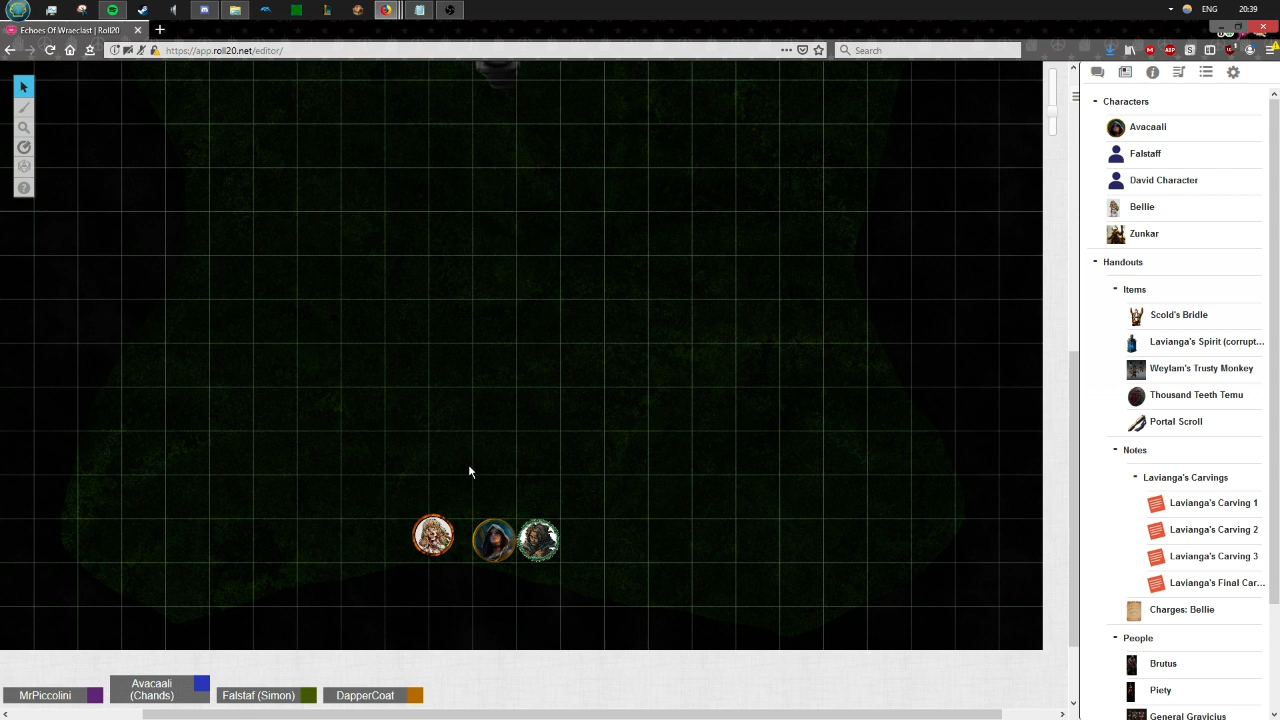 ENG 20:39
Echoes Of Wraeclast | Roll20
https://app.roll20.net/editor/
Search
Characters
Avacaali
Falstaff
David Character
Bellie
Zunkar
Handouts
Items
Scold's Bridle
Lavianga's Spirit (corrupt...
Weylam's Trusty Monkey
Thousand Teeth Temu
Portal Scroll
Notes
Lavianga's Carvings
Lavianga's Carving 1
Lavianga's Carving 2
Lavianga's Carving 3
Lavianga's Final Car...
Charges: Bellie
People
Brutus
Piety
General Gravicius
MrPiccolini
Avacaali
(Chands)
Falstaf (Simon)
DapperCoat